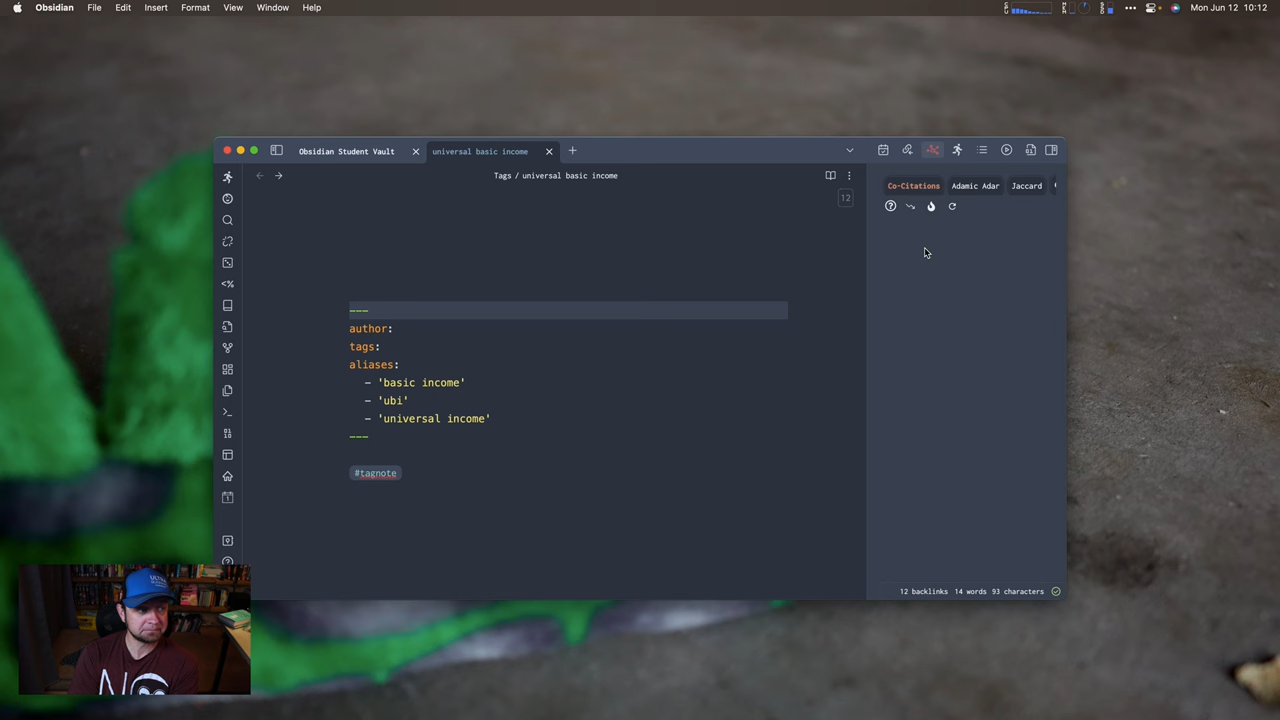 Obsidian File Edit Insert Format View Window Help
Mon Jun 12 10:12
Obsidian Student Vault
universal basic income
Tags / universal basic income
12
Co-Citations Adamic Adar Jaccard
---
author:
tags:
aliases:
- 'basic income'
- 'ubi'
- 'universal income'
---
#tagnote
12 backlinks 14 words 93 characters